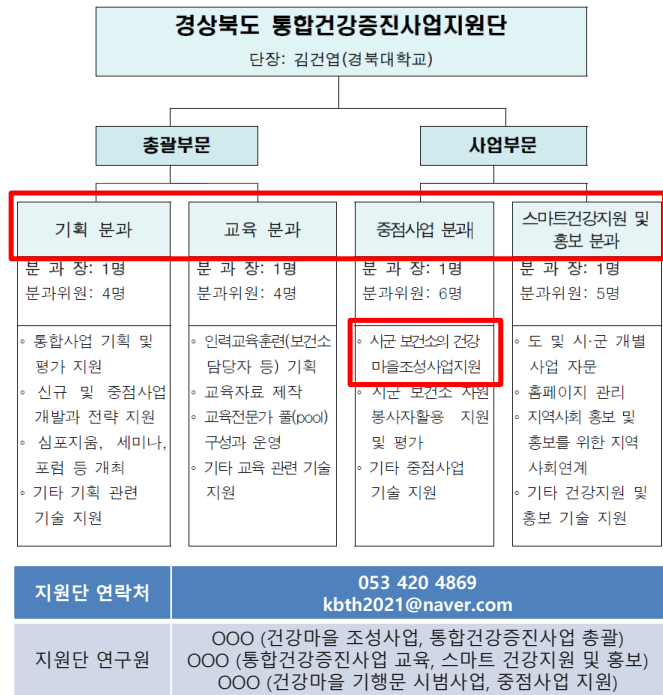 경상북도 통합건강증진사업지원단
단장: 김건엽(경북대학교)
총괄부문
사업부문
기획 분과
교육 분과
중점사업 분과
스마트건강지원 및
홍보 분과
분 과 장: 1명
분과위원: 4명
분 과 장: 1명
분과위원: 4명
분 과 장: 1명
분과위원: 6명
분 과 장: 1명
분과위원: 5명
◦ 통합사업 기획 및
평가 지원
◦ 신규 및 중점사업
개발과 전략 지원
◦ 심포지움, 세미나,
포럼 등 개최
◦ 기타 기획 관련
기술 지원
◦ 인력교육훈련(보건소
담당자 등) 기획
◦ 교육자료 제작
◦ 교육전문가 풀(pool)
구성과 운영
◦ 기타 교육 관련 기술
지원
◦ 시군 보건소의 건강
마을조성사업지원
◦ 시군 보건소 자원
봉사자활용 지원
및 평가
◦ 기타 중점사업
기술 지원
◦ 도 및 시·군 개별
사업 자문
◦ 홈페이지 관리
◦ 지역사회 홍보 및
홍보를 위한 지역
사회연계
◦ 기타 건강지원 및
홍보 기술 지원
지원단 연락처
053 420 4869
kbth2021@naver.com
지원단 연구원
OOO (건강마을 조성사업, 통합건강증진사업 총괄)
OOO (통합건강증진사업 교육, 스마트 건강지원 및 홍보)
OOO (건강마을 기행문 시범사업, 중점사업 지원)